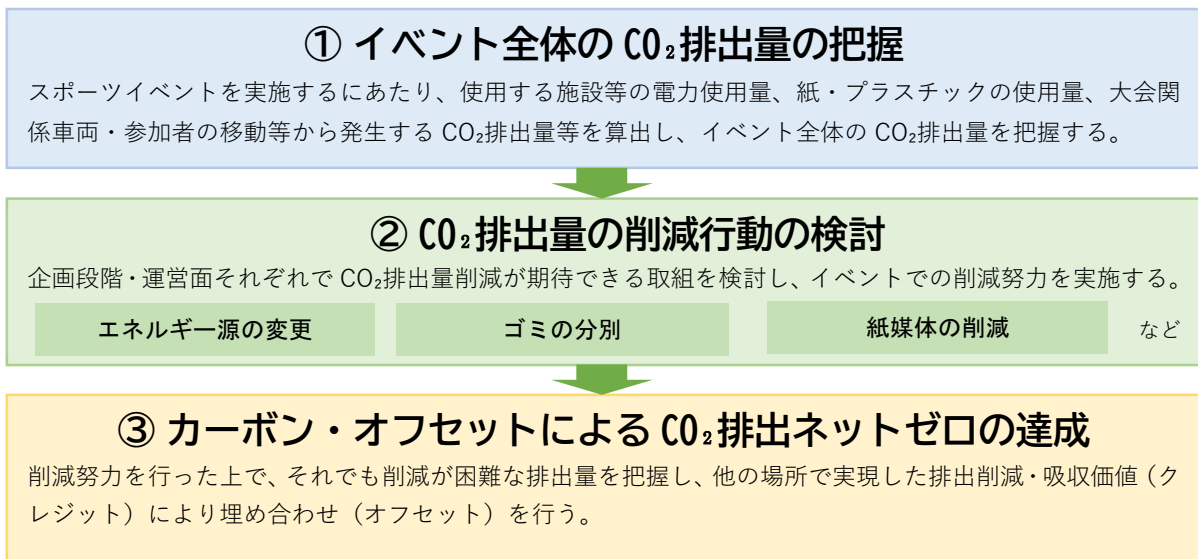 ① イベント全体の CO₂排出量の把握
スポーツイベントを実施するにあたり、使用する施設等の電力使用量、紙・プラスチックの使用量、大会関
係車両・参加者の移動等から発生する CO₂排出量等を算出し、イベント全体の CO₂排出量を把握する。
② CO₂排出量の削減行動の検討
企画段階・運営面それぞれで CO₂排出量削減が期待できる取組を検討し、イベントでの削減努力を実施する。
エネルギー源の変更 ゴミの分別 紙媒体の削減 など
③ カーボン・オフセットによる CO₂排出ネットゼロの達成
削減努力を行った上で、それでも削減が困難な排出量を把握し、他の場所で実現した排出削減・吸収価値（ク
レジット）により埋め合わせ（オフセット）を行う。